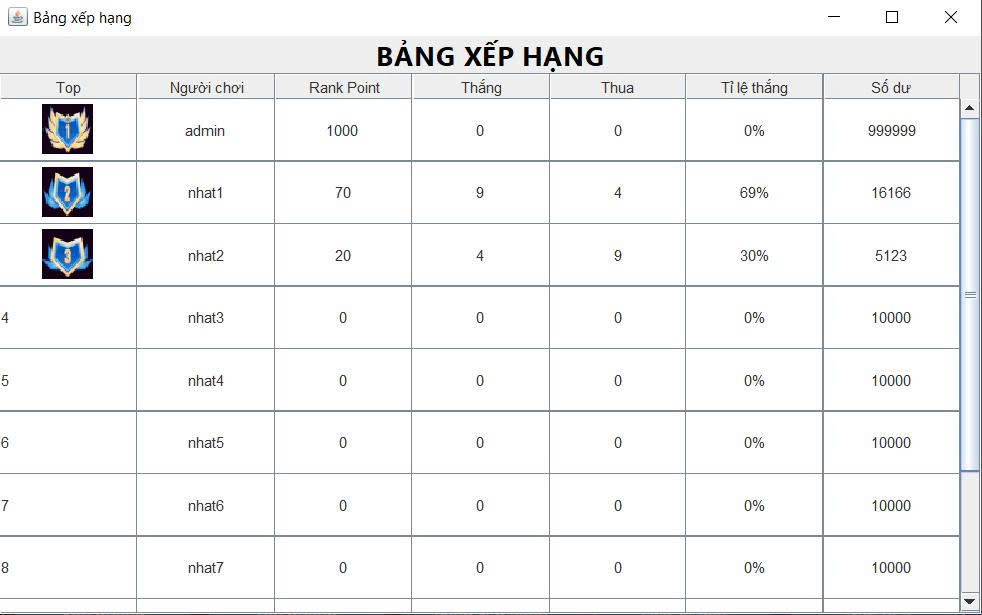 Bảng xếp hạng
BẢNG XẾP HẠNG
Top Người chơi Rank Point Thắng Thua Tỉ lệ thắng Số dư
1 admin 1000 0 0 0% 999999
2 nhat1 70 9 4 69% 16166
3 nhat2 20 4 9 30% 5123
4 nhat3 0 0 0 0% 10000
5 nhat4 0 0 0 0% 10000
6 nhat5 0 0 0 0% 10000
7 nhat6 0 0 0 0% 10000
8 nhat7 0 0 0 0% 10000